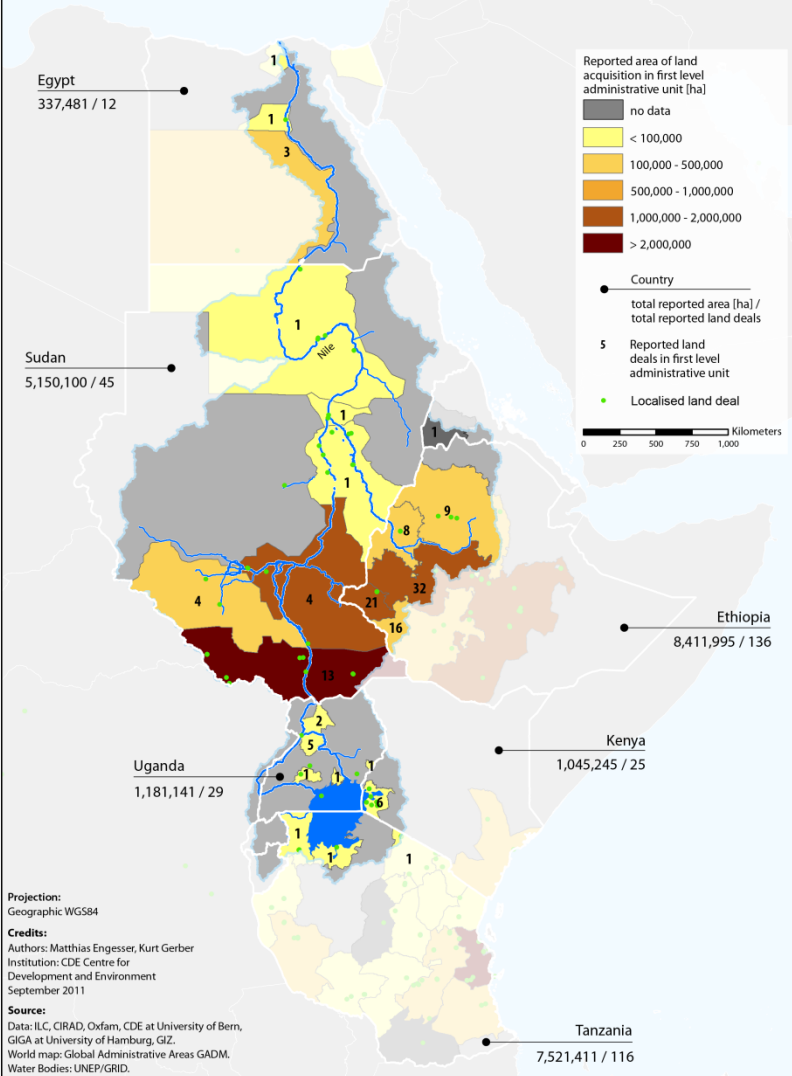 Egypt
337,481 / 12
Sudan
5,150,100 / 45
Uganda
1,181,141 / 29
Ethiopia
8,411,995 / 136
Kenya
1,045,245 / 25
Tanzania
7,521,411 / 116
1
1
3
1
Nile
1
1
1
9
8
4
4
21
32
16
13
2
5
1
1
1
6
1
1
1
Reported area of land
acquisition in first level
administrative unit [ha]
no data
< 100,000
100,000 - 500,000
500,000 - 1,000,000
1,000,000 - 2,000,000
> 2,000,000
Country
total reported area [ha] /
total reported land deals
5 Reported land
deals in first level
administrative unit
Localised land deal
Kilometers
0 250 500 750 1,000
Projection:
Geographic WGS84
Credits:
Authors: Matthias Engesser, Kurt Gerber
Institution: CDE Centre for
Development and Environment
September 2011
Source:
Data: ILC, CIRAD, Oxfam, CDE at University of Bern,
GIGA at University of Hamburg, GIZ.
World map: Global Administrative Areas GADM.
Water Bodies: UNEP/GRID.